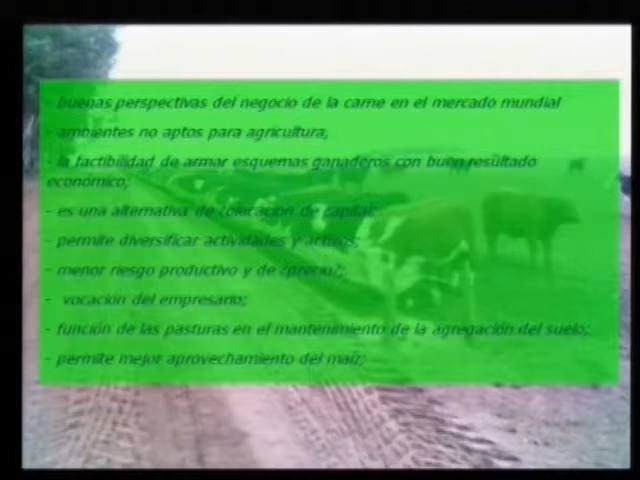 - buenas perspectivas del negocio de la carne en el mercado mundial
- ambientes no aptos para agricultura;
- la factibilidad de armar esquemas ganaderos con buen resultado
económico;
- es una alternativa de colocación de capital;
- permite diversificar actividades y activos;
- menor riesgo productivo y de ¿precio?;
- vocación del empresario;
- función de las pasturas en el mantenimiento de la agregación del suelo;
- permite mejor aprovechamiento del maíz;